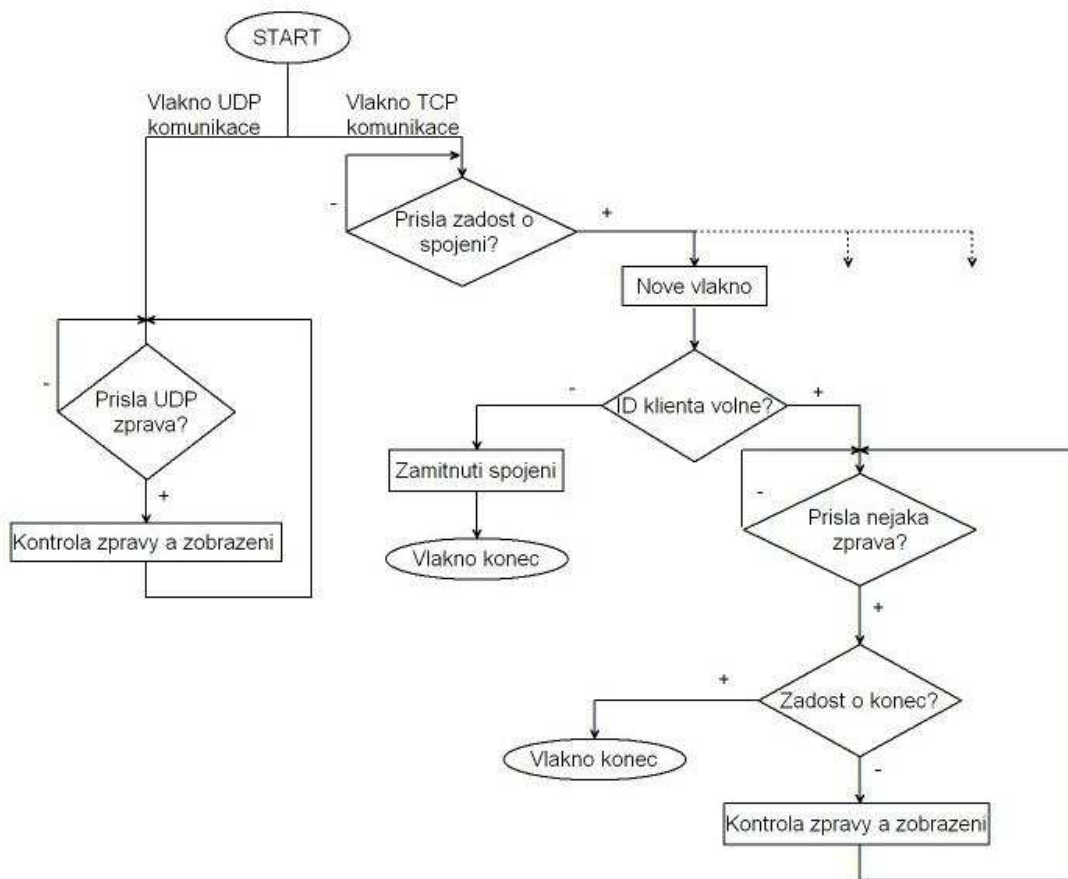 START
Vlakno UDP
komunikace
Vlakno TCP
komunikace
-
Prisla zadost o
spojeni?
+
Nove vlakno
-
Prisla UDP
zprava?
+
Kontrola zpravy a zobrazeni
-
ID klienta volne?
+
Zamitnuti spojeni
Vlakno konec
-
Prisla nejaka
zprava?
+
+
Zadost o konec?
Vlakno konec
-
Kontrola zpravy a zobrazení